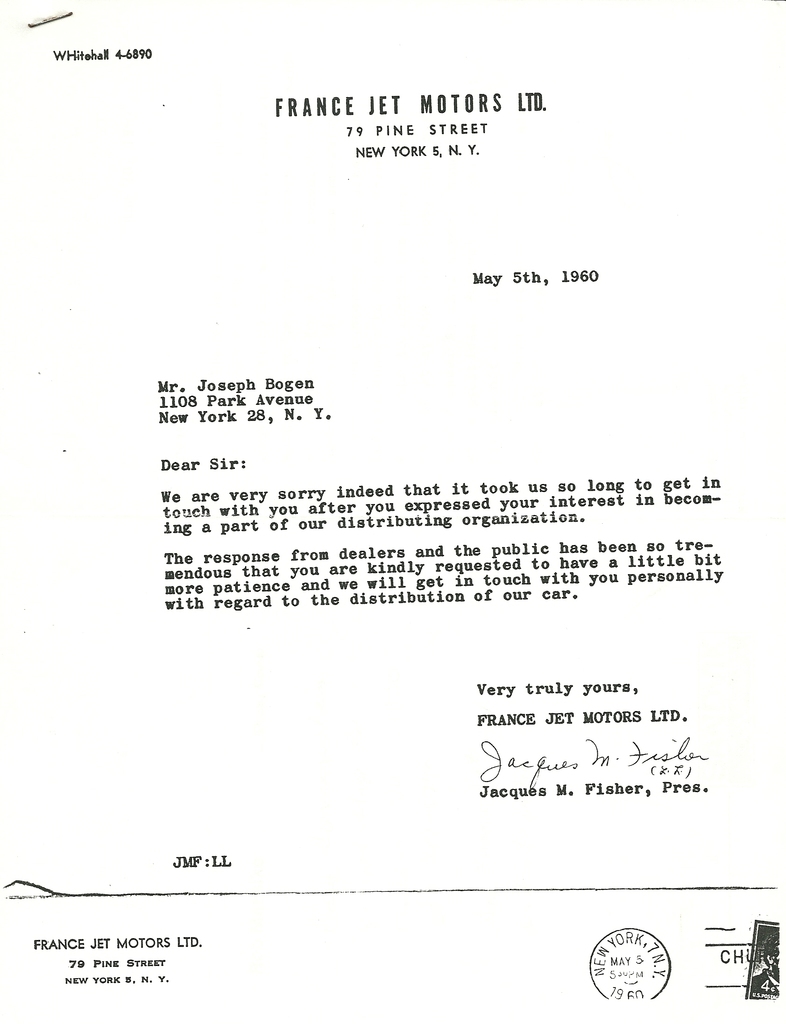 WHitehall 4-6890
FRANCE JET MOTORS LTD.
79 PINE STREET
NEW YORK 5, N. Y.
May 5th, 1960
Mr. Joseph Bogen
1108 Park Avenue
New York 28, N. Y.
Dear Sir:
We are very sorry indeed that it took us so long to get in
touch with you after you expressed your interest in becom-
ing a part of our distributing organization.
The response from dealers and the public has been so tre-
mendous that you are kindly requested to have a little bit
more patience and we will get in touch with you personally
with regard to the distribution of our car.
Very truly yours,
FRANCE JET MOTORS LTD.
Jacques M. Fisher
Jacques M. Fisher, Pres.
JMF:LL
FRANCE JET MOTORS LTD.
79 PINE STREET
NEW YORK 5, N. Y.
NEW YORK, 7 N.Y.
MAY 5
PM
1960
4¢